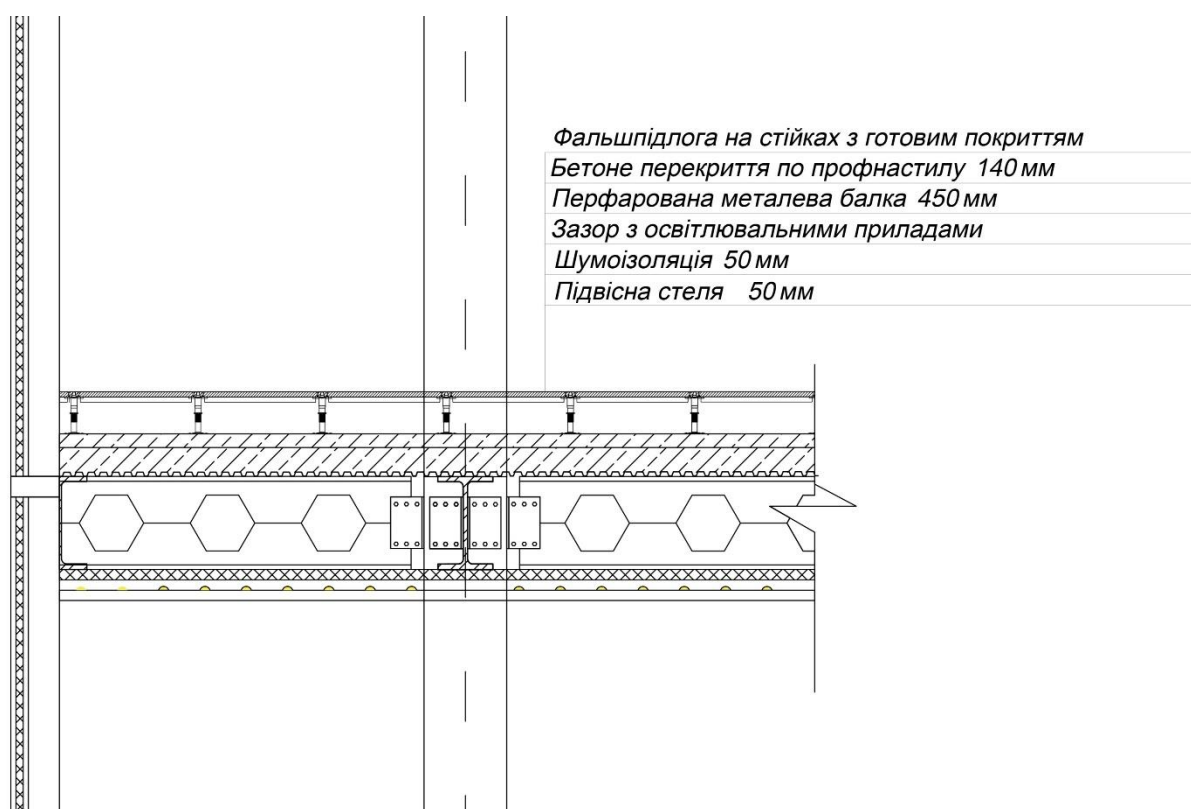 Фальшпідлога на стійках з готовим покриттям
Бетоне перекриття по профнастилу 140 мм
Перфарована металева балка 450 мм
Зазор з освітлювальними приладами
Шумоізоляція 50 мм
Підвісна стеля 50 мм